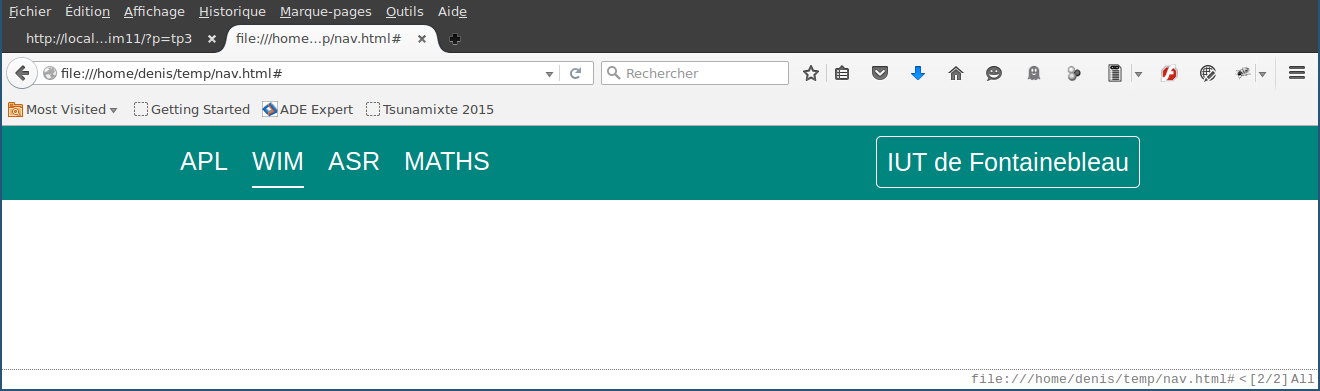 Fichier Édition Affichage Historique Marque-pages Outils Aide
http://local...im11/?p=tp3 file:///home...p/nav.html#
file:///home/denis/temp/nav.html# Rechercher
Most Visited Getting Started ADE Expert Tsunamixte 2015
APL WIM ASR MATHS IUT de Fontainebleau
file:///home/denis/temp/nav.html# < [2/2] All